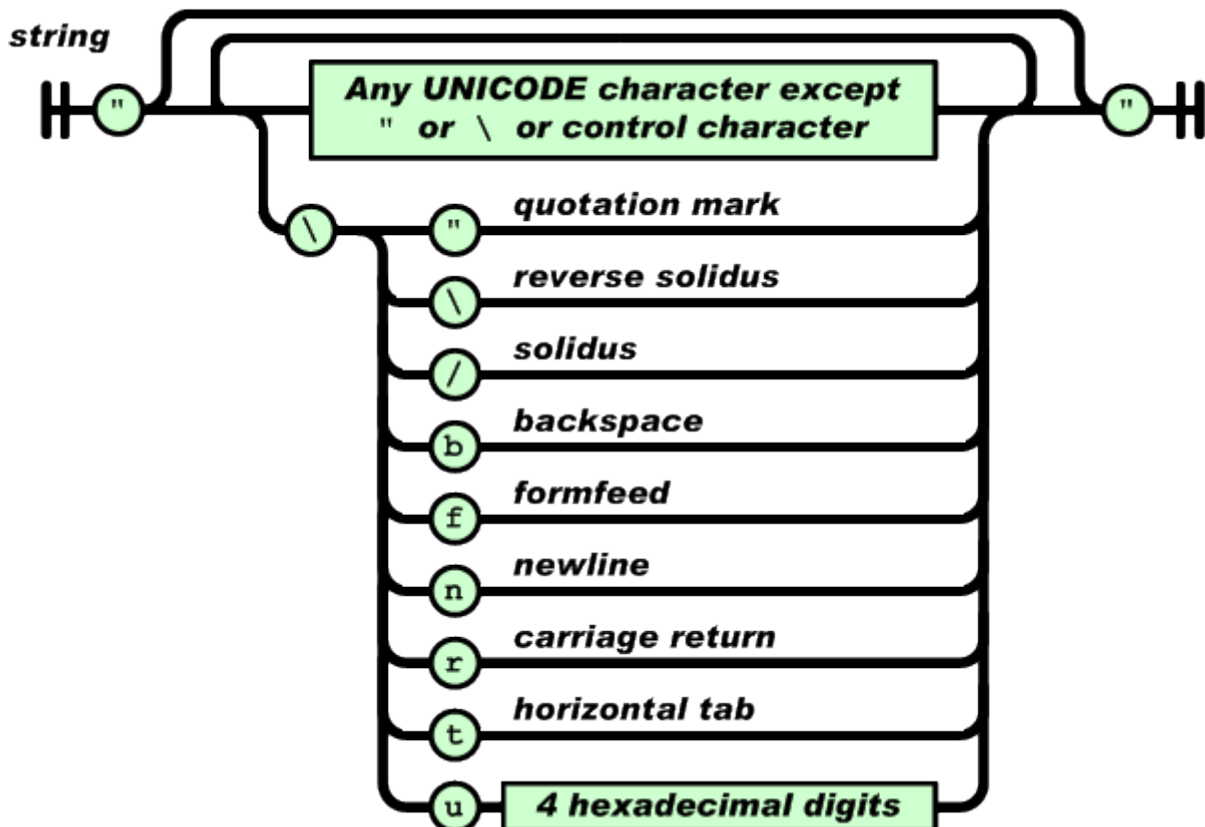 string
"
Any UNICODE character except
" or \ or control character
"
\
" quotation mark
\ reverse solidus
/ solidus
b backspace
f formfeed
n newline
r carriage return
t horizontal tab
u 4 hexadecimal digits